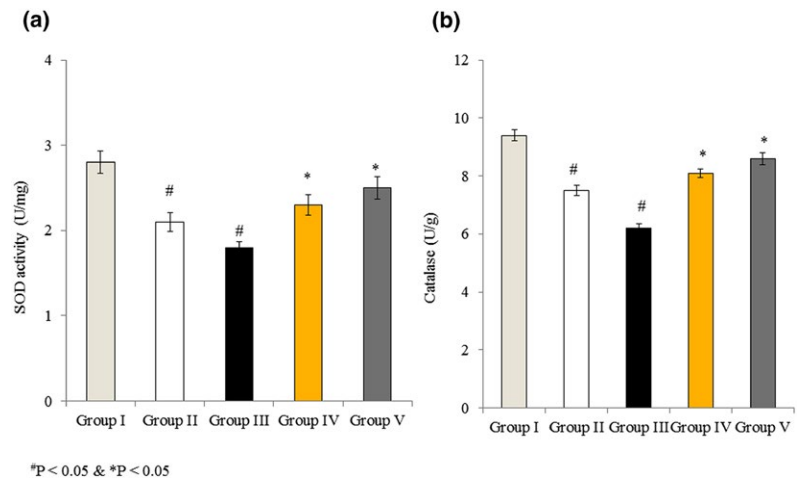 (a)
SOD activity (U/mg)
4
3
2
1
0
#
#
*
*
Group I Group II Group III Group IV Group V
(b)
Catalase (U/g)
12
10
8
6
4
2
0
#
#
*
*
Group I Group II Group III Group IV Group V
#P < 0.05 & *P < 0.05